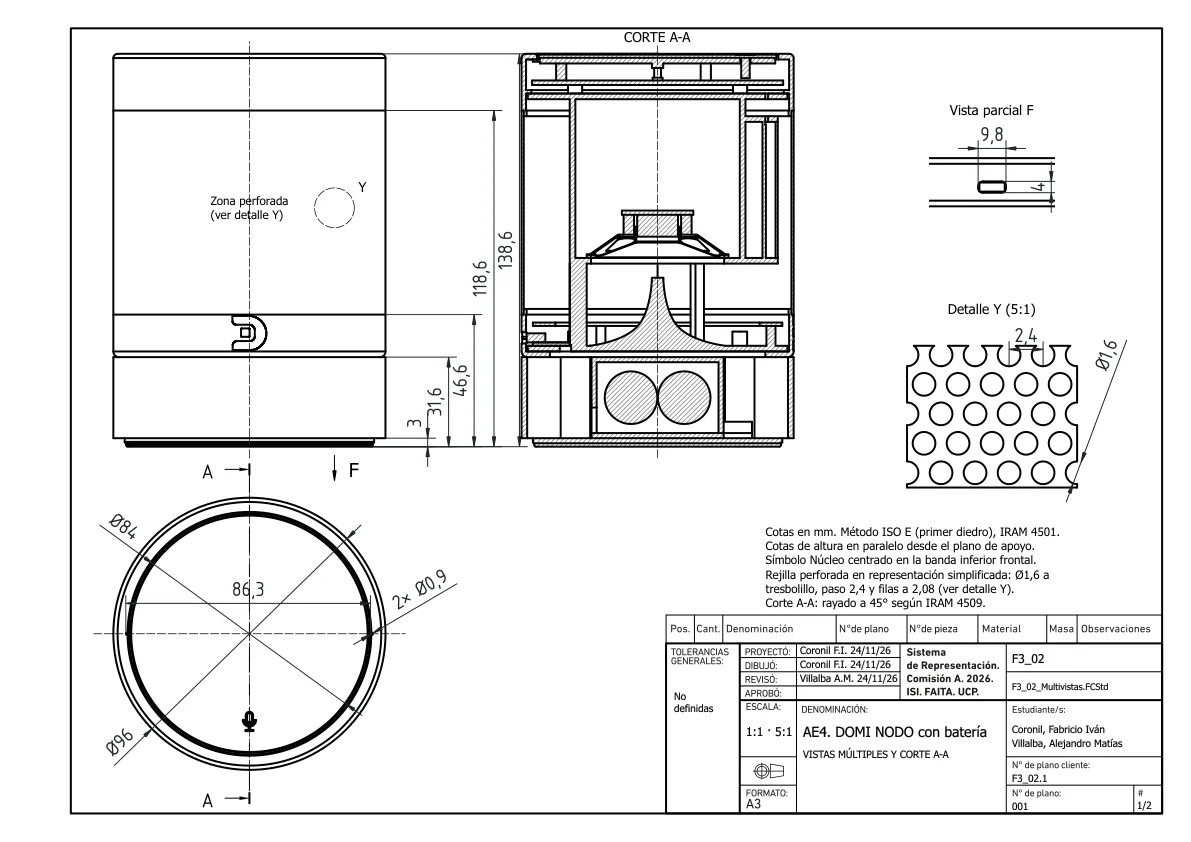 CORTE A-A
Zona perforada
(ver detalle Y)
Y
138,6
118,6
46,6
31,6
3
Vista parcial F
9,8
4
Detalle Y (5:1)
2,4
Ø1,6
A
F
Ø84
86,3
2× Ø0,9
Ø96
A
Cotas en mm. Método ISO E (primer diedro), IRAM 4501.
Cotas de altura en paralelo desde el plano de apoyo.
Símbolo Núcleo centrado en la banda inferior frontal.
Rejilla perforada en representación simplificada: Ø1,6 a
tresbolillo, paso 2,4 y filas a 2,08 (ver detalle Y).
Corte A-A: rayado a 45° según IRAM 4509.
Pos. Cant. Denominación N°de plano N°de pieza Material Masa Observaciones
TOLERANCIAS
GENERALES:
No
definidas
PROYECTÓ: Coronil F.I. 24/11/26
DIBUJÓ: Coronil F.I. 24/11/26
REVISÓ: Villalba A.M. 24/11/26
APROBÓ:
Sistema
de Representación.
Comisión A. 2026.
ISI. FAITA. UCP.
F3_02
F3_02_Multivistas.FCStd
ESCALA:
1:1 · 5:1
DENOMINACIÓN:
AE4. DOMI NODO con batería
VISTAS MÚLTIPLES Y CORTE A-A
Estudiante/s:
Coronil, Fabricio Iván
Villalba, Alejandro Matías
N° de plano cliente:
F3_02.1
FORMATO:
A3
N° de plano:
001
#
1/2